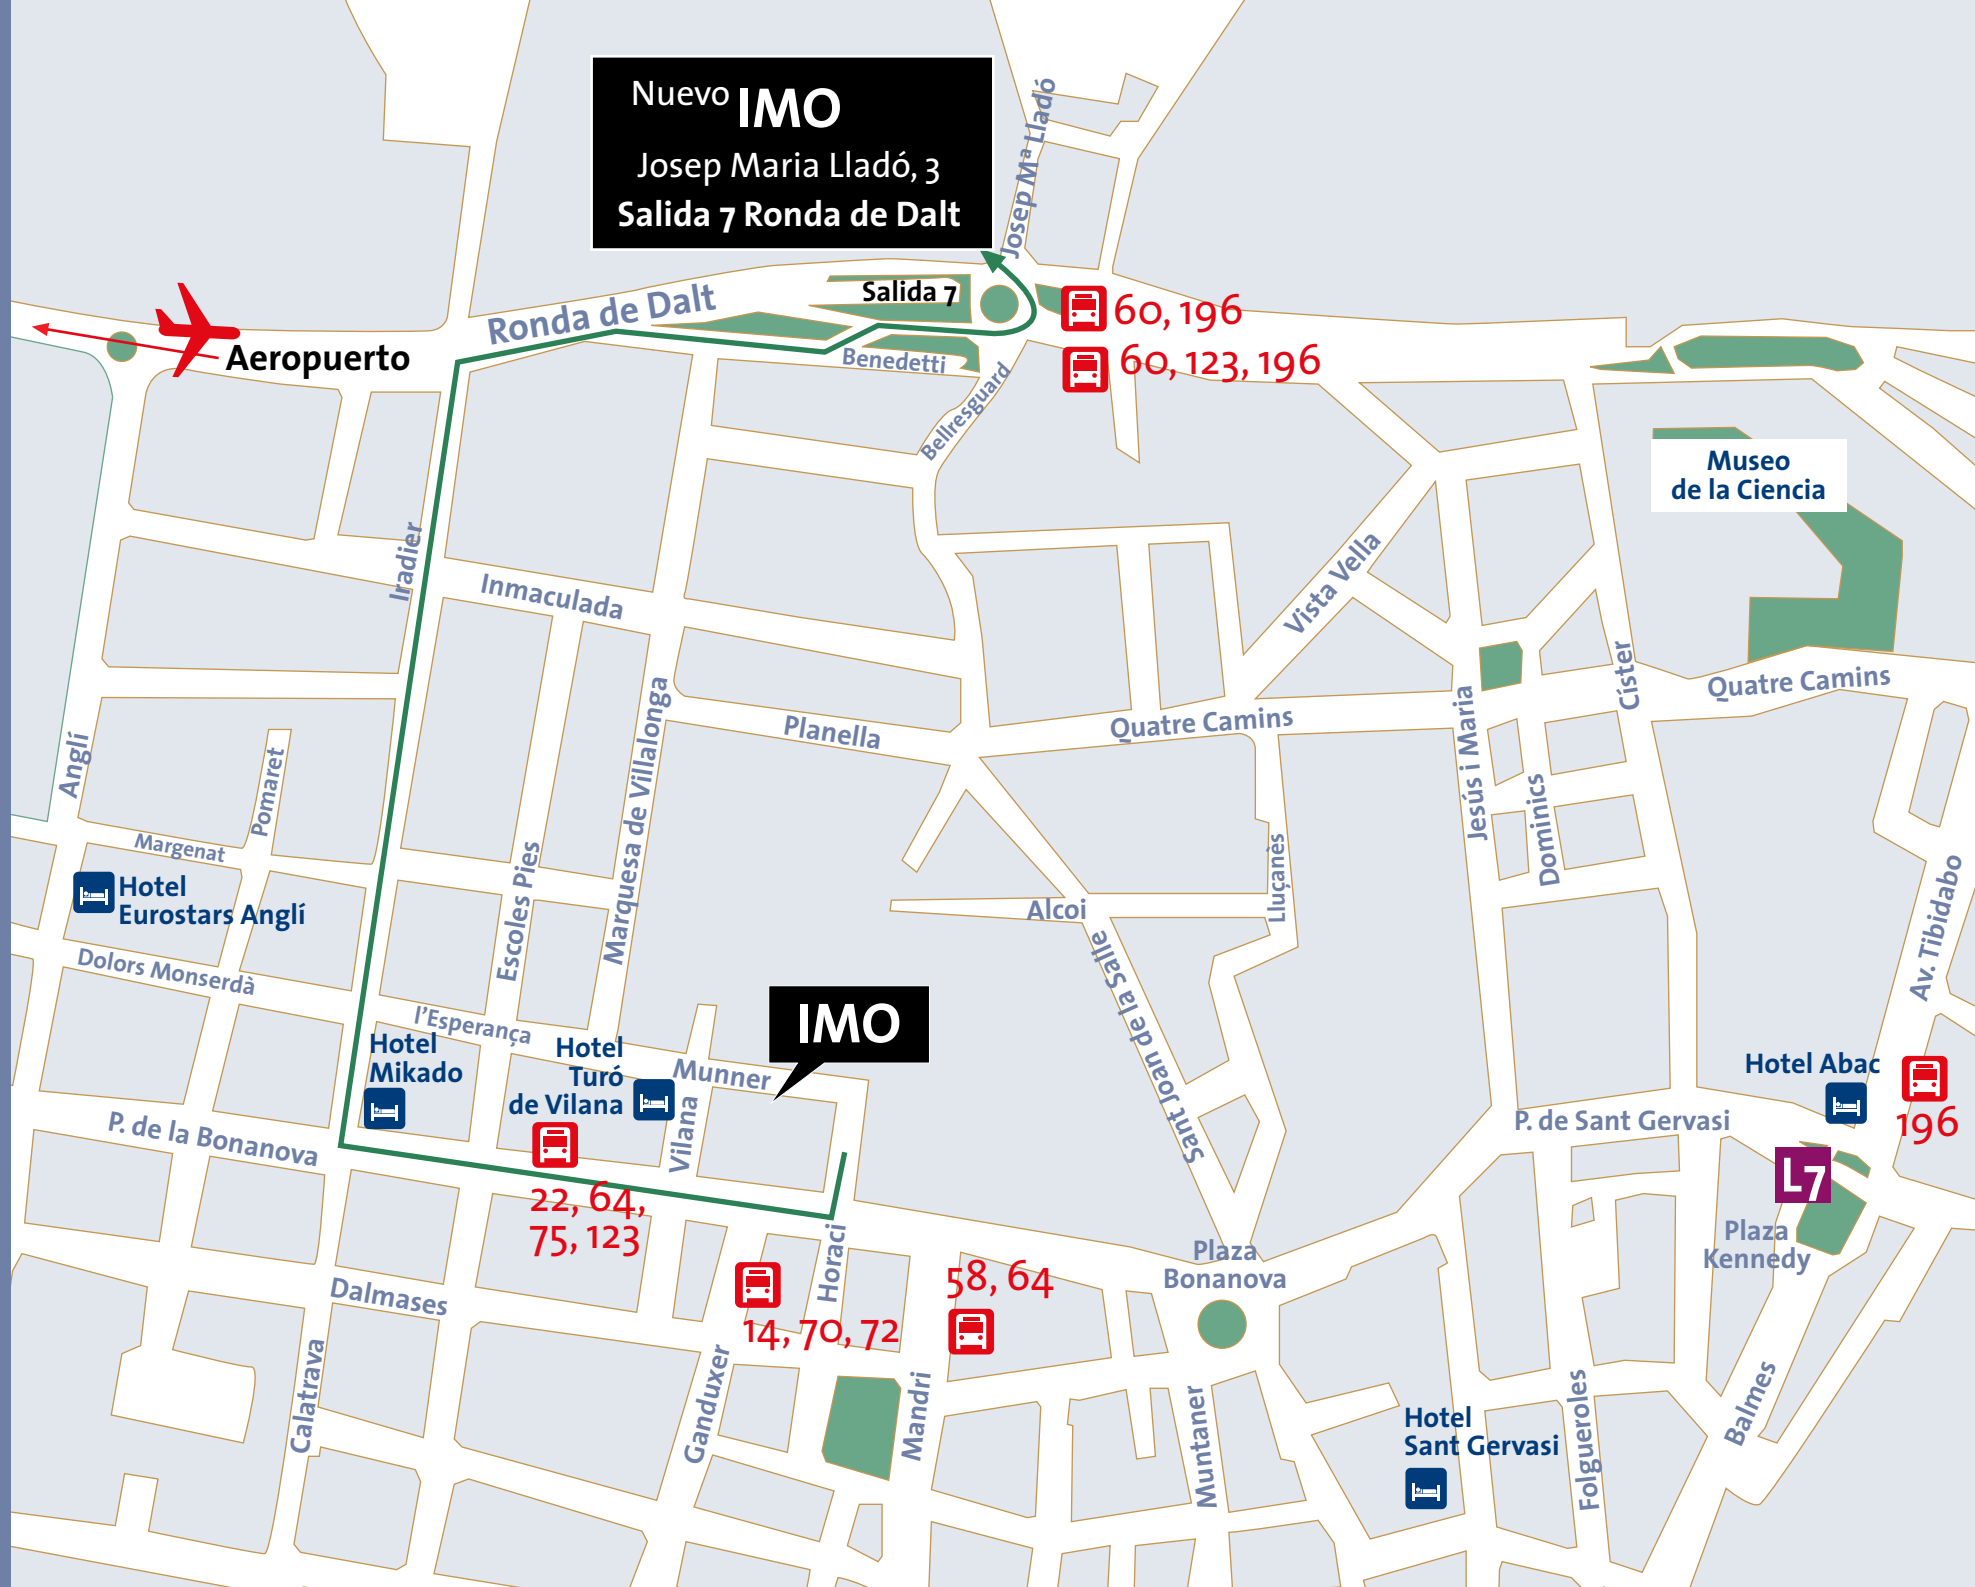 Nuevo IMO
Josep Maria Lladó, 3
Salida 7 Ronda de Dalt
Josep Mª Lladó
Salida 7
Ronda de Dalt
60, 196
60, 123, 196
Aeropuerto
Benedetti
Bellresguard
Museo
de la Ciencia
Iradier
Inmaculada
Vista Vella
Císter
Quatre Camins
Quatre Camins
Planella
Marquesa de Villalonga
Jesús i Maria
Anglí
Pomaret
Margenat
Dominics
Lluçanès
Escoles Pies
Hotel
Eurostars Anglí
Alcoi
Av. Tibidabo
Dolors Monserdà
Sant Joan de la Salle
l'Esperança
IMO
Hotel
Mikado
Hotel
Turó
de Vilana
Munner
Vilana
Hotel Abac
196
P. de la Bonanova
P. de Sant Gervasi
L7
22, 64,
75, 123
Plaza
Kennedy
Plaza
Bonanova
Horaci
58, 64
Dalmases
14, 70, 72
Calatrava
Ganduxer
Mandri
Muntaner
Hotel
Sant Gervasi
Folgueroles
Balmes